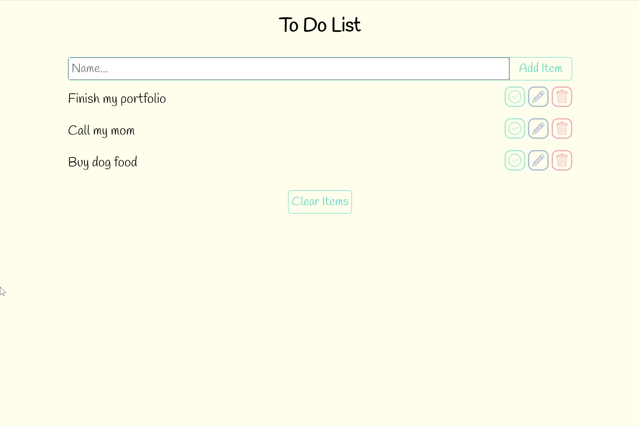 To Do List
Name...
Add Item
Finish my portfolio
Call my mom
Buy dog food
Clear Items